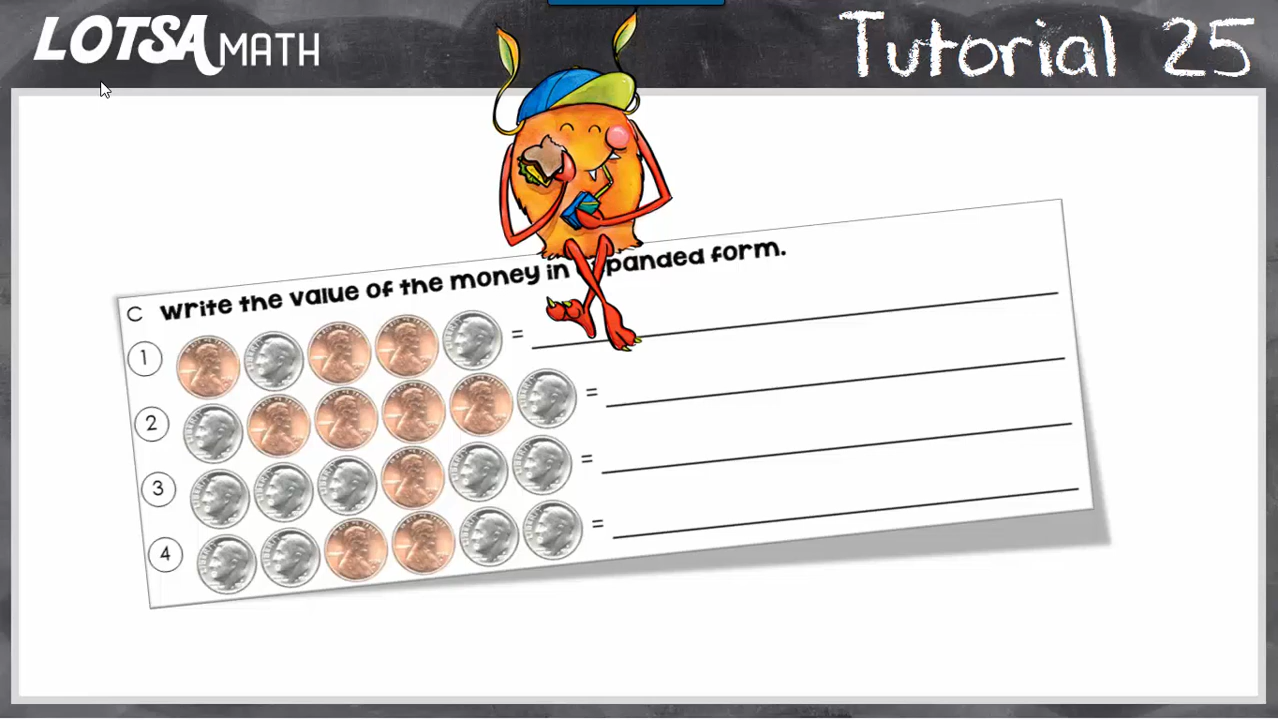 LOTSA MATH
Tutorial 25
C Write the value of the money in panded form.
1 =
2 =
3 =
4 =